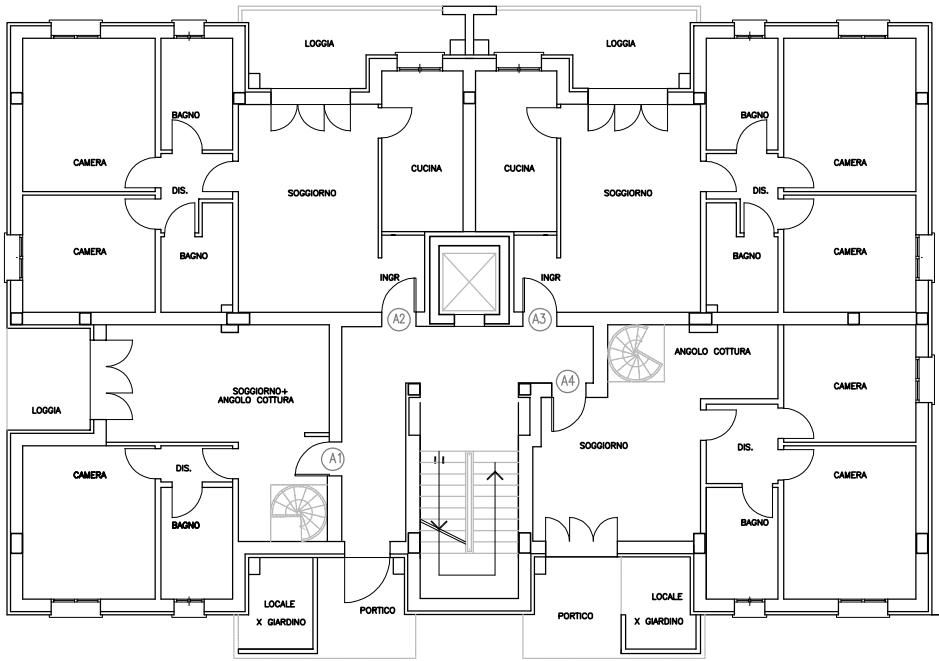 LOGGIA
LOGGIA
BAGNO
BAGNO
CAMERA
CUCINA
CUCINA
CAMERA
DIS.
SOGGIORNO
SOGGIORNO
DIS.
CAMERA
BAGNO
INGR
INGR
BAGNO
CAMERA
A2
A3
ANGOLO COTTURA
A4
CAMERA
SOGGIORNO+
ANGOLO COTTURA
LOGGIA
SOGGIORNO
DIS.
A1
CAMERA
DIS.
CAMERA
BAGNO
BAGNO
LOCALE
X GIARDINO
PORTICO
PORTICO
LOCALE
X GIARDINO